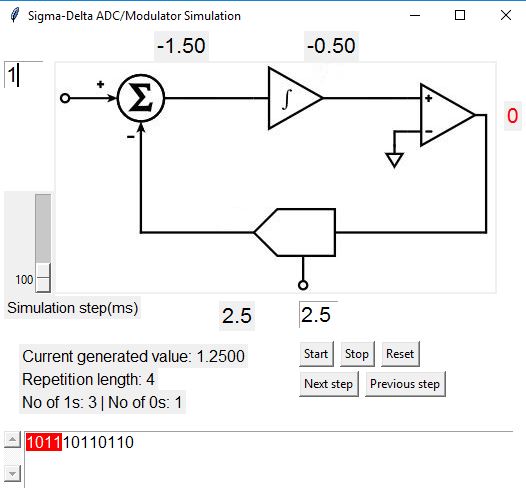 Sigma-Delta ADC/Modulator Simulation
-1.50 -0.50
1
+
Σ
∫
+
-
-
0
100
Simulation step(ms)
2.5 2.5
Current generated value: 1.2500
Repetition length: 4
No of 1s: 3 | No of 0s: 1
Start Stop Reset
Next step Previous step
101110110110